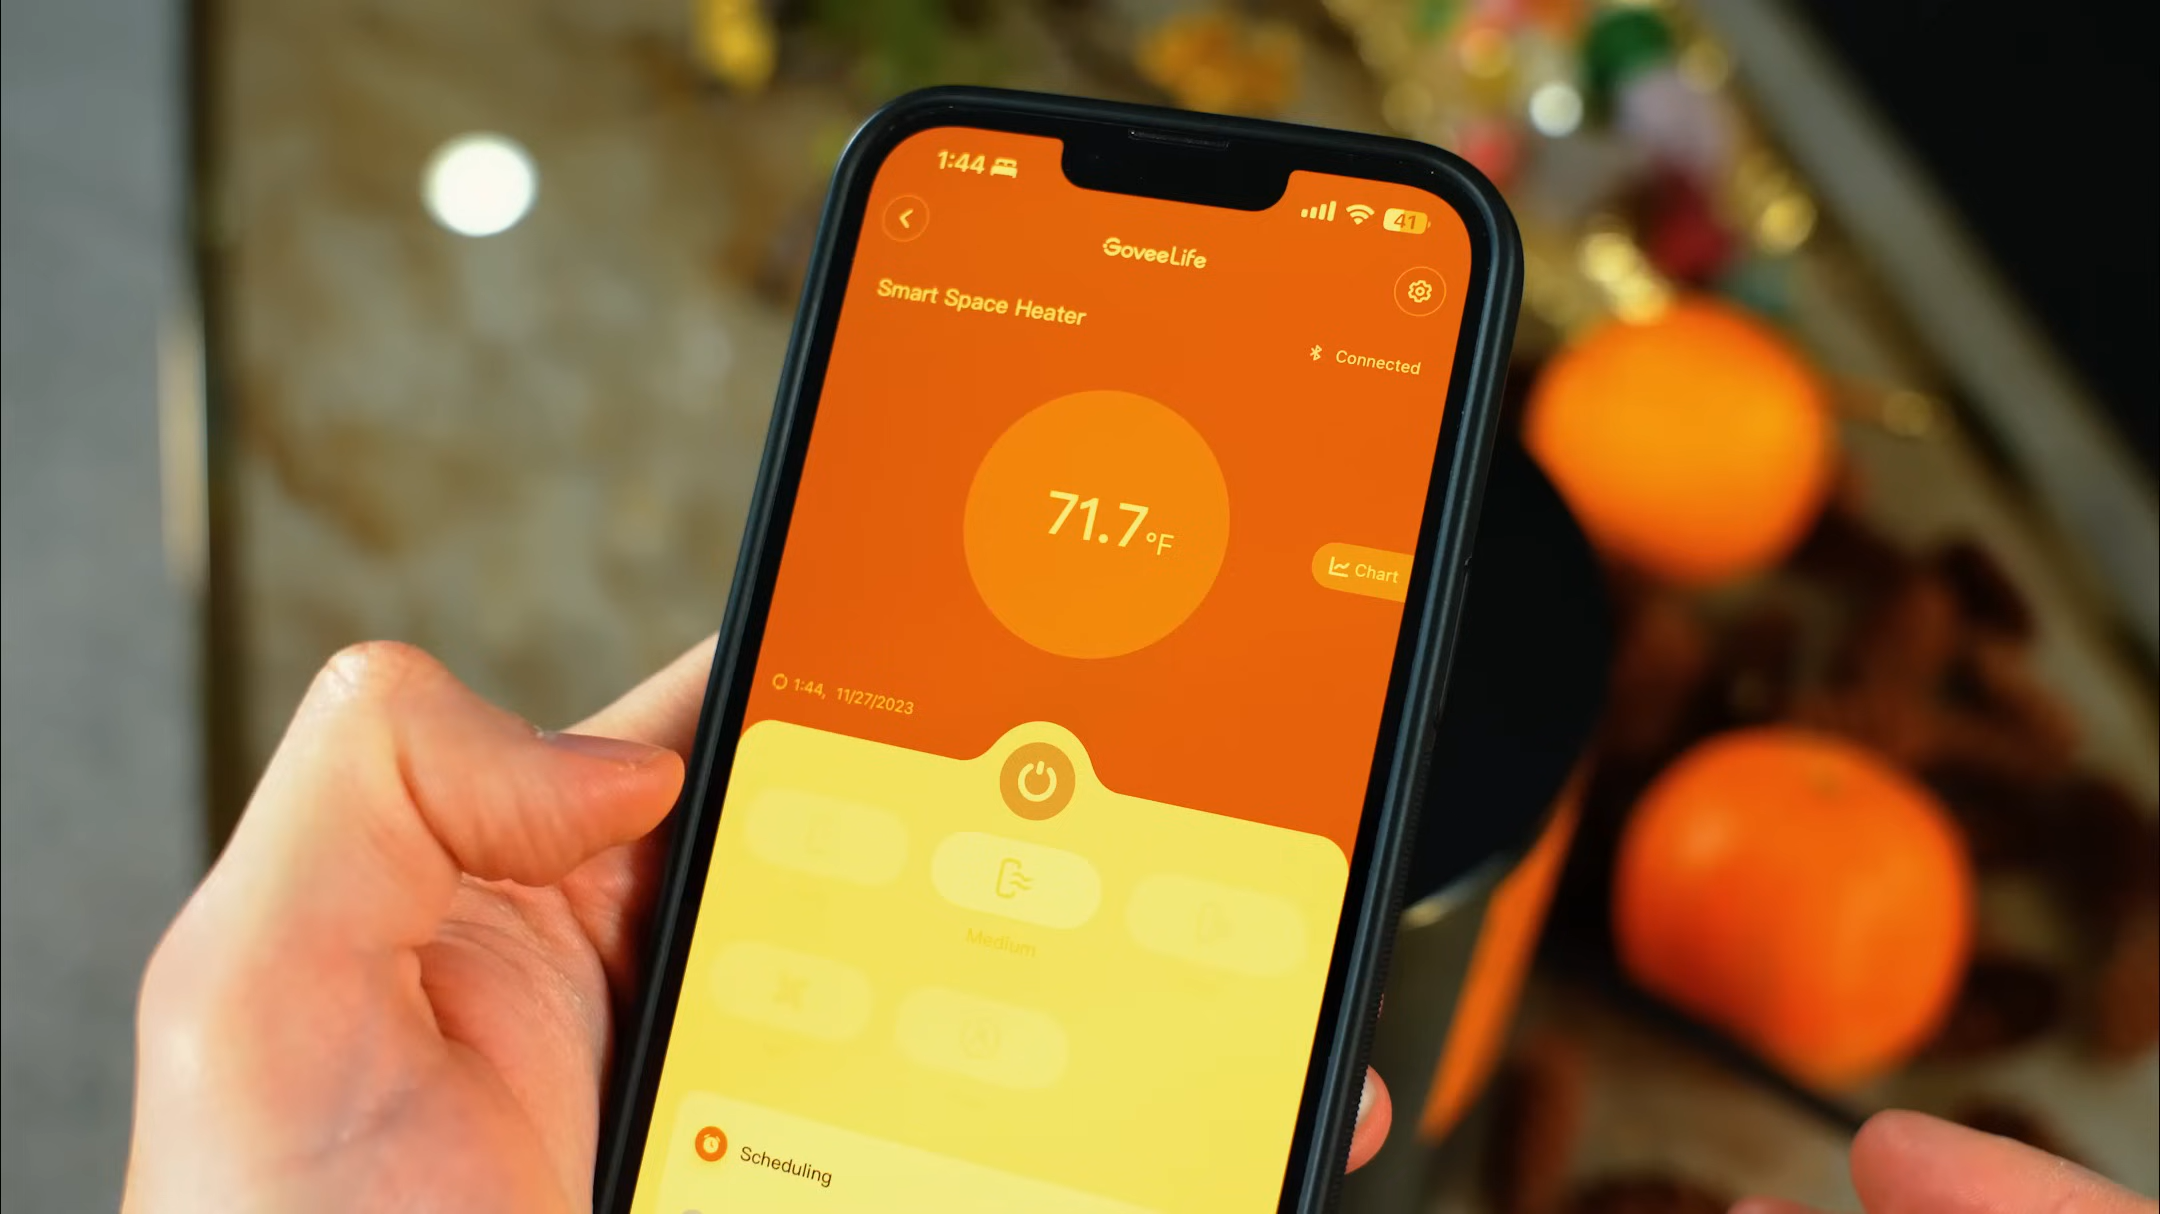 1:44
41
GoveeLife
Smart Space Heater
Connected
71.7°F
Chart
1:44, 11/27/2023
Medium
Scheduling